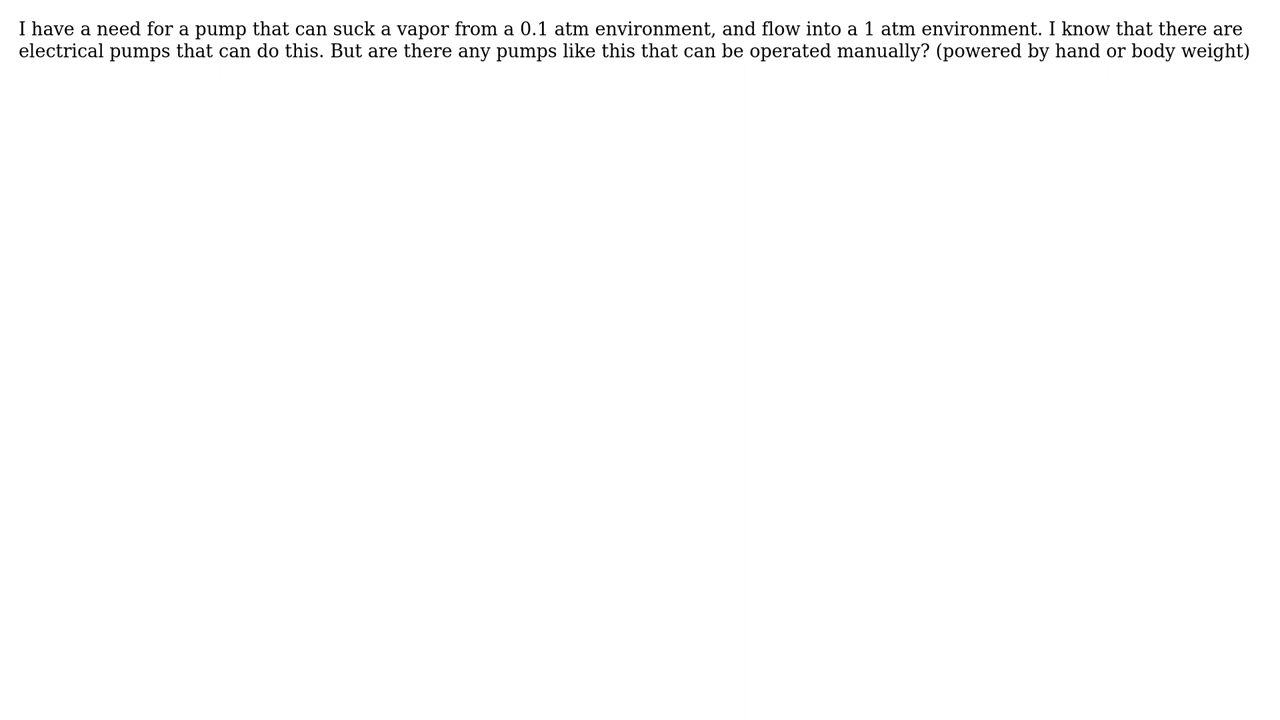 I have a need for a pump that can suck a vapor from a 0.1 atm environment, and flow into a 1 atm environment. I know that there are
electrical pumps that can do this. But are there any pumps like this that can be operated manually? (powered by hand or body weight)